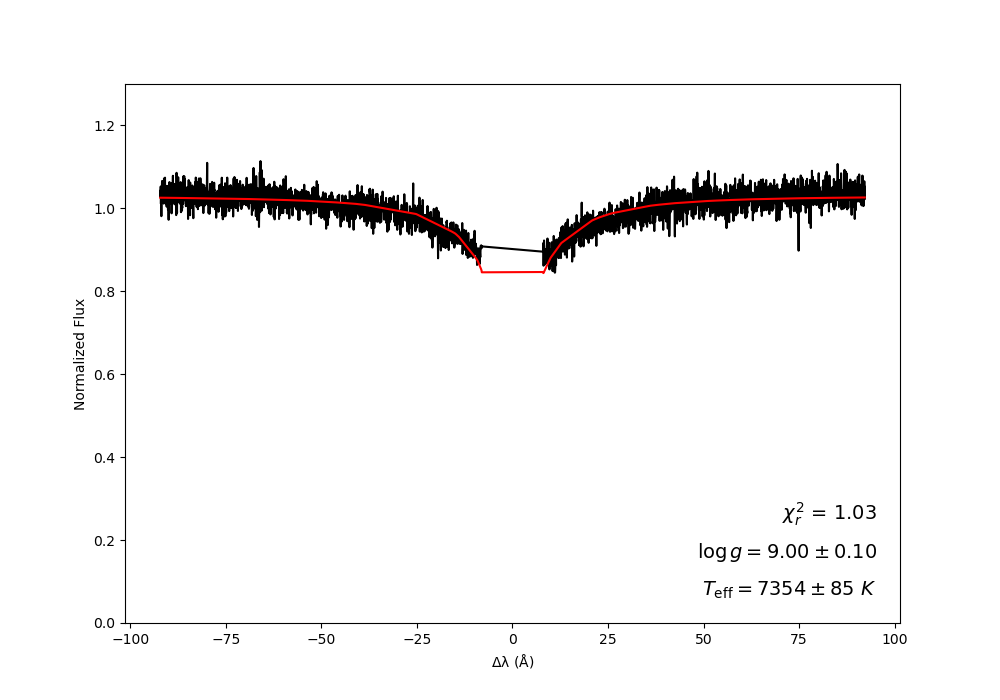 1.2
1.0
0.8
0.6
0.4
0.2
0.0
Normalized Flux
χ²ᵣ = 1.03
log g = 9.00 ± 0.10
T_eff = 7354 ± 85 K
−100 −75 −50 −25 0 25 50 75 100
Δλ (Å)